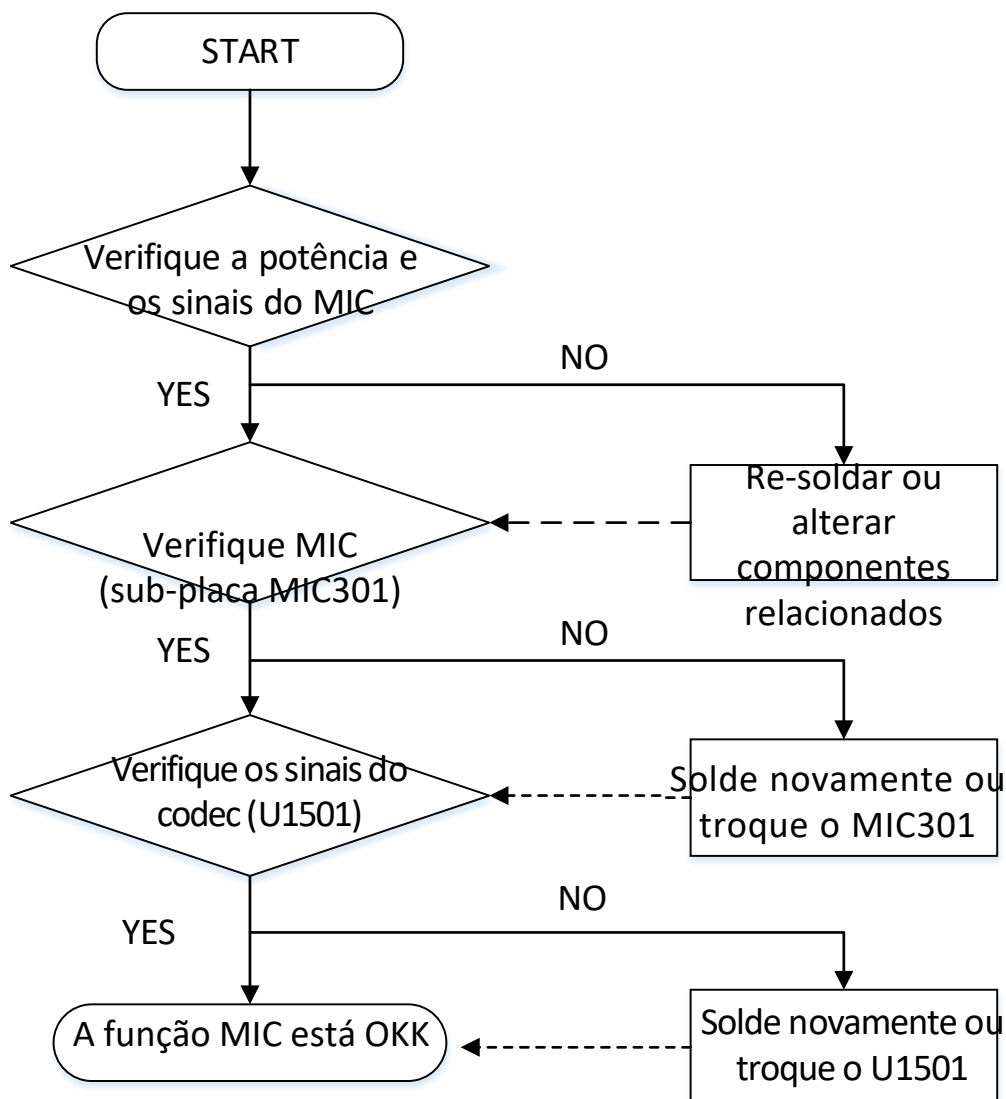 START
Verifique a potência e
os sinais do MIC
NO
YES
Re-soldar ou
alterar
componentes
relacionados
Verifique MIC
(sub-placa MIC301)
NO
YES
Verifique os sinais do
codec (U1501)
Solde novamente ou
troque o MIC301
NO
YES
A função MIC está OKK
Solde novamente ou
troque o U1501